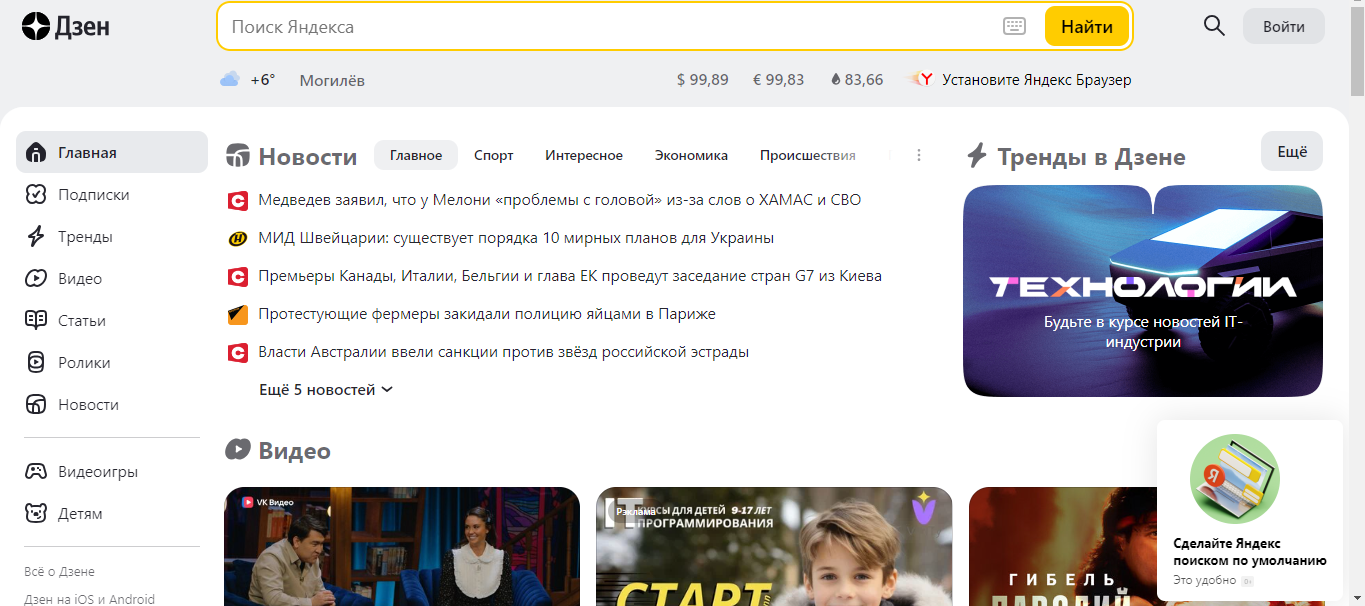 Дзен
Поиск Яндекса
Найти
Войти
+6°
Могилёв
$ 99,89
€ 99,83
83,66
Установите Яндекс Браузер
Главная
Подписки
Тренды
Видео
Статьи
Ролики
Новости
Видеоигры
Детям
Всё о Дзене
Дзен на iOS и Android
Новости
Главное
Спорт
Интересное
Экономика
Происшествия
Медведев заявил, что у Мелони «проблемы с головой» из-за слов о ХАМАС и СВО
МИД Швейцарии: существует порядка 10 мирных планов для Украины
Премьеры Канады, Италии, Бельгии и глава ЕК проведут заседание стран G7 из Киева
Протестующие фермеры закидали полицию яйцами в Париже
Власти Австралии ввели санкции против звёзд российской эстрады
Ещё 5 новостей
Тренды в Дзене
Ещё
ТЕХНОЛОГИИ
Будьте в курсе новостей IT-
индустрии
Видео
VK Видео
IT
Реклама
КУРСЫ ДЛЯ ДЕТЕЙ 9-17 ЛЕТ
ПРОГРАММИРОВАНИЯ
СТАРТ
ГИБЕЛЬ
ПАРОДИЙ
Я
Сделайте Яндекс
поиском по умолчанию
Это удобно